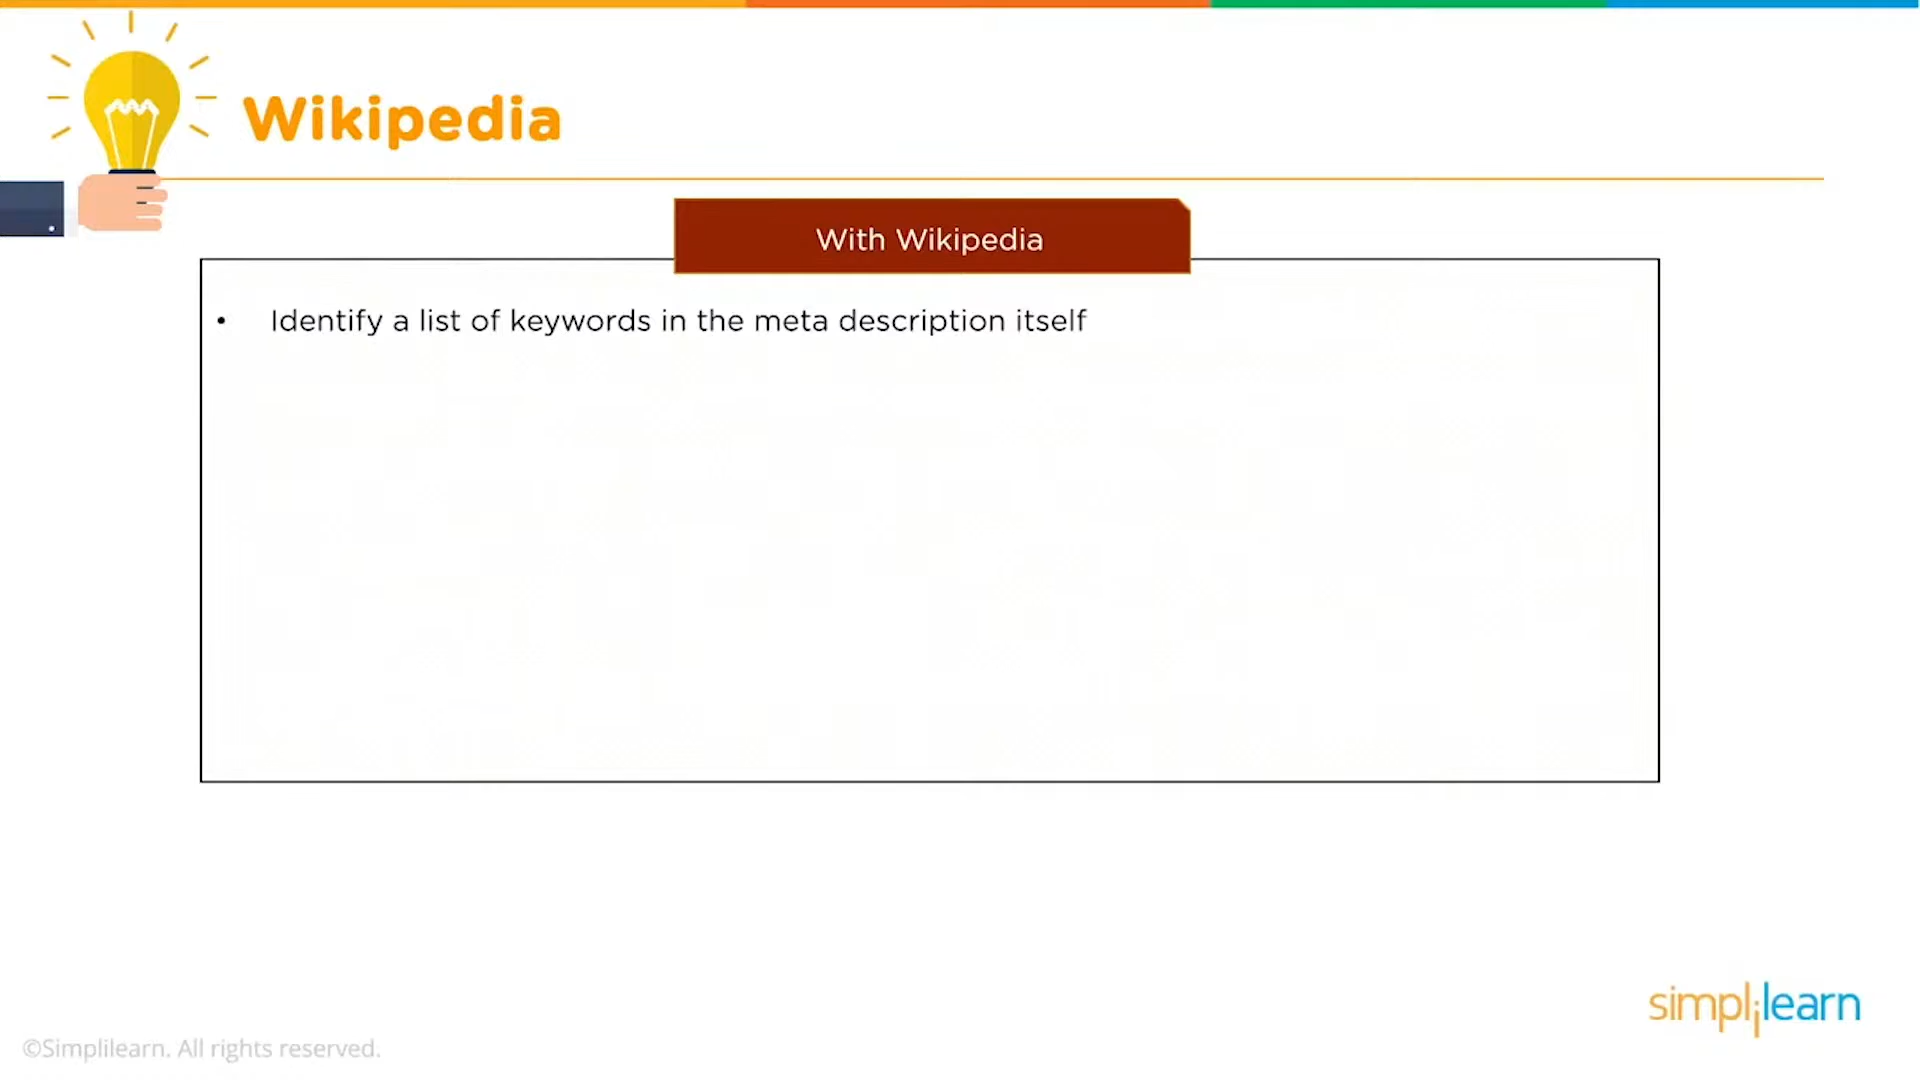 Wikipedia
With Wikipedia
• Identify a list of keywords in the meta description itself
simplilearn
©Simplilearn. All rights reserved.